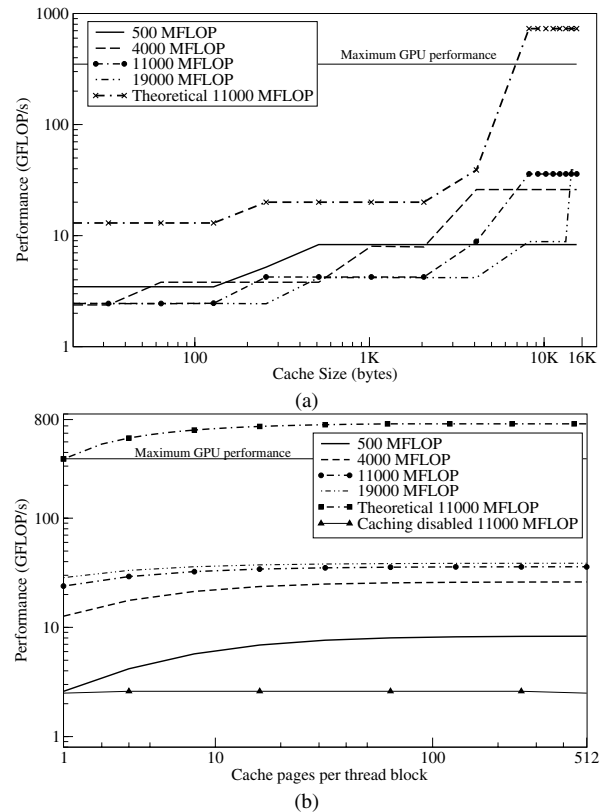 1000
100
10
1
Performance (GFLOP/s)
500 MFLOP
4000 MFLOP
11000 MFLOP
19000 MFLOP
Theoretical 11000 MFLOP
Maximum GPU performance
100
1K
10K
16K
Cache Size (bytes)
(a)
800
100
10
1
Performance (GFLOP/s)
Maximum GPU performance
500 MFLOP
4000 MFLOP
11000 MFLOP
19000 MFLOP
Theoretical 11000 MFLOP
Caching disabled 11000 MFLOP
1
10
100
512
Cache pages per thread block
(b)